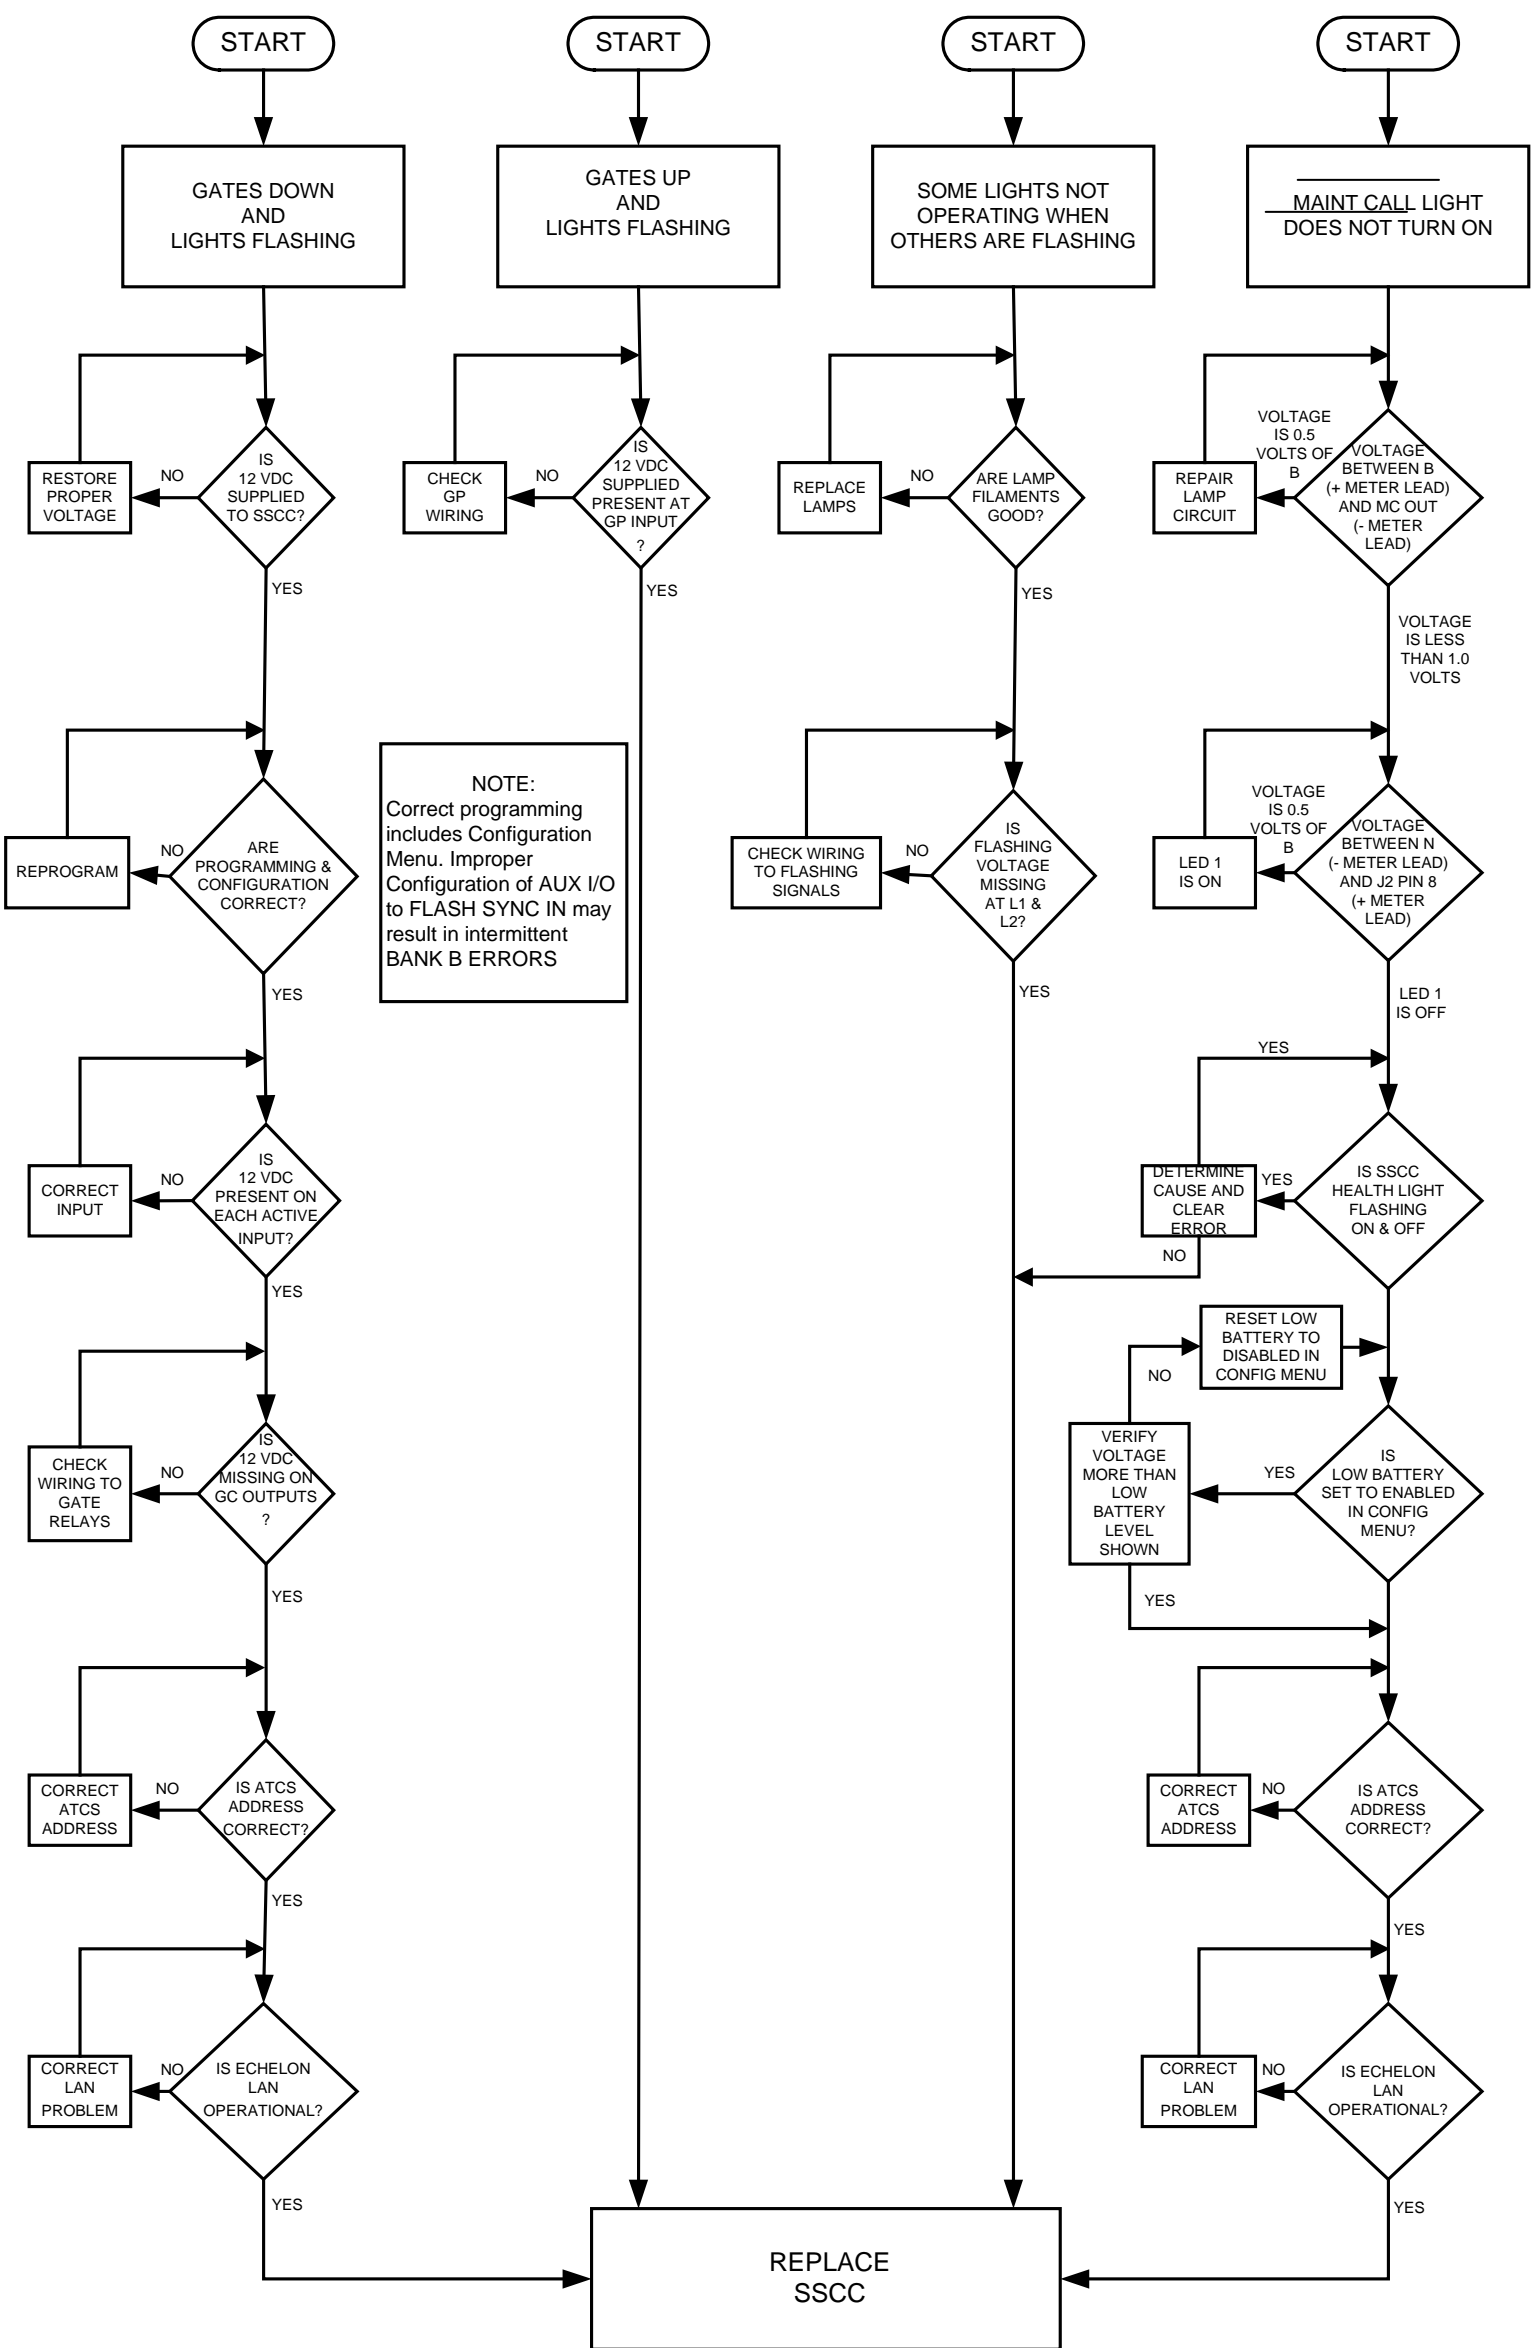 START
GATES DOWN
AND
LIGHTS FLASHING
IS
12 VDC
SUPPLIED
TO SSCC?
NO
RESTORE
PROPER
VOLTAGE
YES
ARE
PROGRAMMING &
CONFIGURATION
CORRECT?
NO
REPROGRAM
YES
IS
12 VDC
PRESENT ON
EACH ACTIVE
INPUT?
NO
CORRECT
INPUT
YES
IS
12 VDC
MISSING ON
GC OUTPUTS
?
NO
CHECK
WIRING TO
GATE
RELAYS
YES
IS ATCS
ADDRESS
CORRECT?
NO
CORRECT
ATCS
ADDRESS
YES
IS ECHELON
LAN
OPERATIONAL?
NO
CORRECT
LAN
PROBLEM
YES
START
GATES UP
AND
LIGHTS FLASHING
IS
12 VDC
SUPPLIED
PRESENT AT
GP INPUT
?
NO
CHECK
GP
WIRING
YES
NOTE:
Correct programming
includes Configuration
Menu. Improper
Configuration of AUX I/O
to FLASH SYNC IN may
result in intermittent
BANK B ERRORS
START
SOME LIGHTS NOT
OPERATING WHEN
OTHERS ARE FLASHING
ARE LAMP
FILAMENTS
GOOD?
NO
REPLACE
LAMPS
YES
IS
FLASHING
VOLTAGE
MISSING
AT L1 &
L2?
NO
CHECK WIRING
TO FLASHING
SIGNALS
YES
START
MAINT CALL LIGHT
DOES NOT TURN ON
VOLTAGE
BETWEEN B
(+ METER LEAD)
AND MC OUT
(- METER
LEAD)
VOLTAGE
IS 0.5
VOLTS OF
B
REPAIR
LAMP
CIRCUIT
VOLTAGE
IS LESS
THAN 1.0
VOLTS
VOLTAGE
BETWEEN N
(- METER LEAD)
AND J2 PIN 8
(+ METER
LEAD)
VOLTAGE
IS 0.5
VOLTS OF
B
LED 1
IS ON
LED 1
IS OFF
IS SSCC
HEALTH LIGHT
FLASHING
ON & OFF
YES
DETERMINE
CAUSE AND
CLEAR
ERROR
YES
NO
IS
LOW BATTERY
SET TO ENABLED
IN CONFIG
MENU?
YES
VERIFY
VOLTAGE
MORE THAN
LOW
BATTERY
LEVEL
SHOWN
NO
RESET LOW
BATTERY TO
DISABLED IN
CONFIG MENU
YES
IS ATCS
ADDRESS
CORRECT?
NO
CORRECT
ATCS
ADDRESS
YES
IS ECHELON
LAN
OPERATIONAL?
NO
CORRECT
LAN
PROBLEM
YES
REPLACE
SSCC